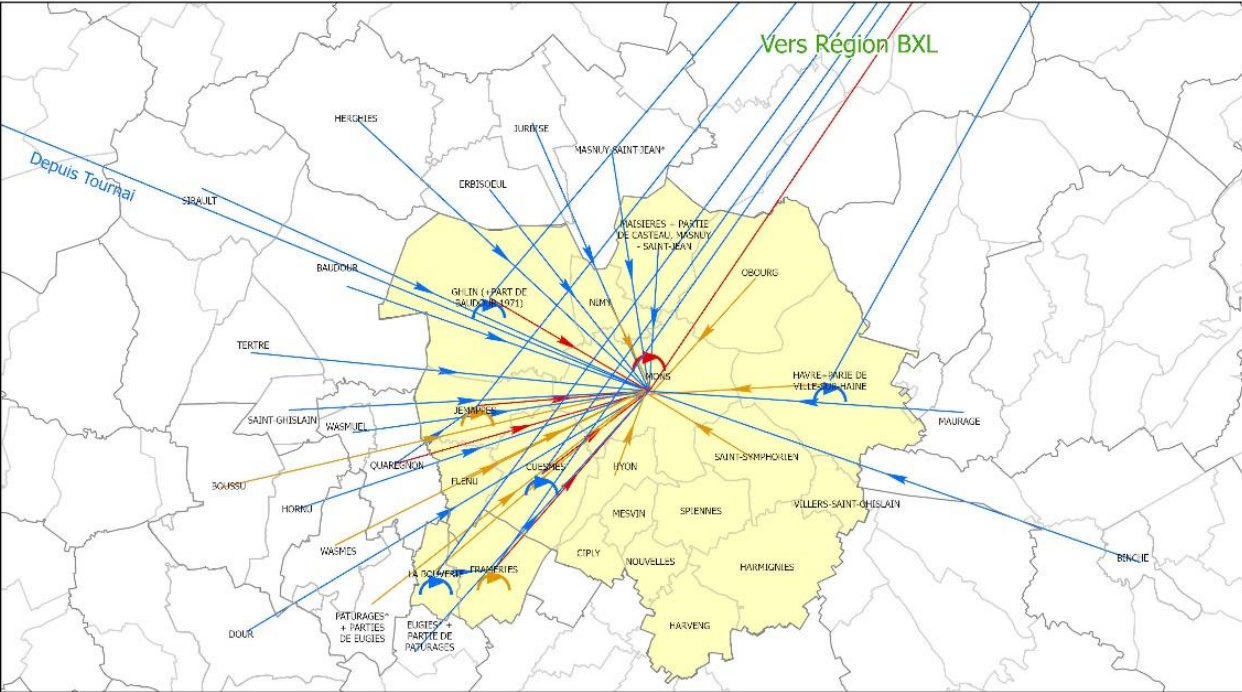 Vers Région BXL
HERGHIES
JURBISE
MASNUY SAINT-JEAN*
Depuis Tournai
ERBISOEUL
SIRAULT
MAISIERES + PARTIE
DE CASTEAU, MASNUY
- SAINT-JEAN
BAUDOUR
OBOURG
GHLIN (+PART DE
BAUDOUR 1971)
NIMY
TERTRE
MONS
HAVRE+PARIE DE
VILLE-SUR-HAINE
JEMAPPES
SAINT-GHISLAIN
WASMUEL
MAURAGE
QUAREGNON
CUESMES
HYON
SAINT-SYMPHORIEN
FLENU
BOUSSU
HORNU
MESVIN
SPIENNES
VILLERS-SAINT-GHISLAIN
WASMES
CIPLY
NOUVELLES
BINCHE
LA BOUVERIE
FRAMERIES
HARMIGNIES
PATURAGES*
+ PARTIES
DE EUGIES
EUGIES* +
PARTIE DE
PATURAGES
DOUR
HARVENG